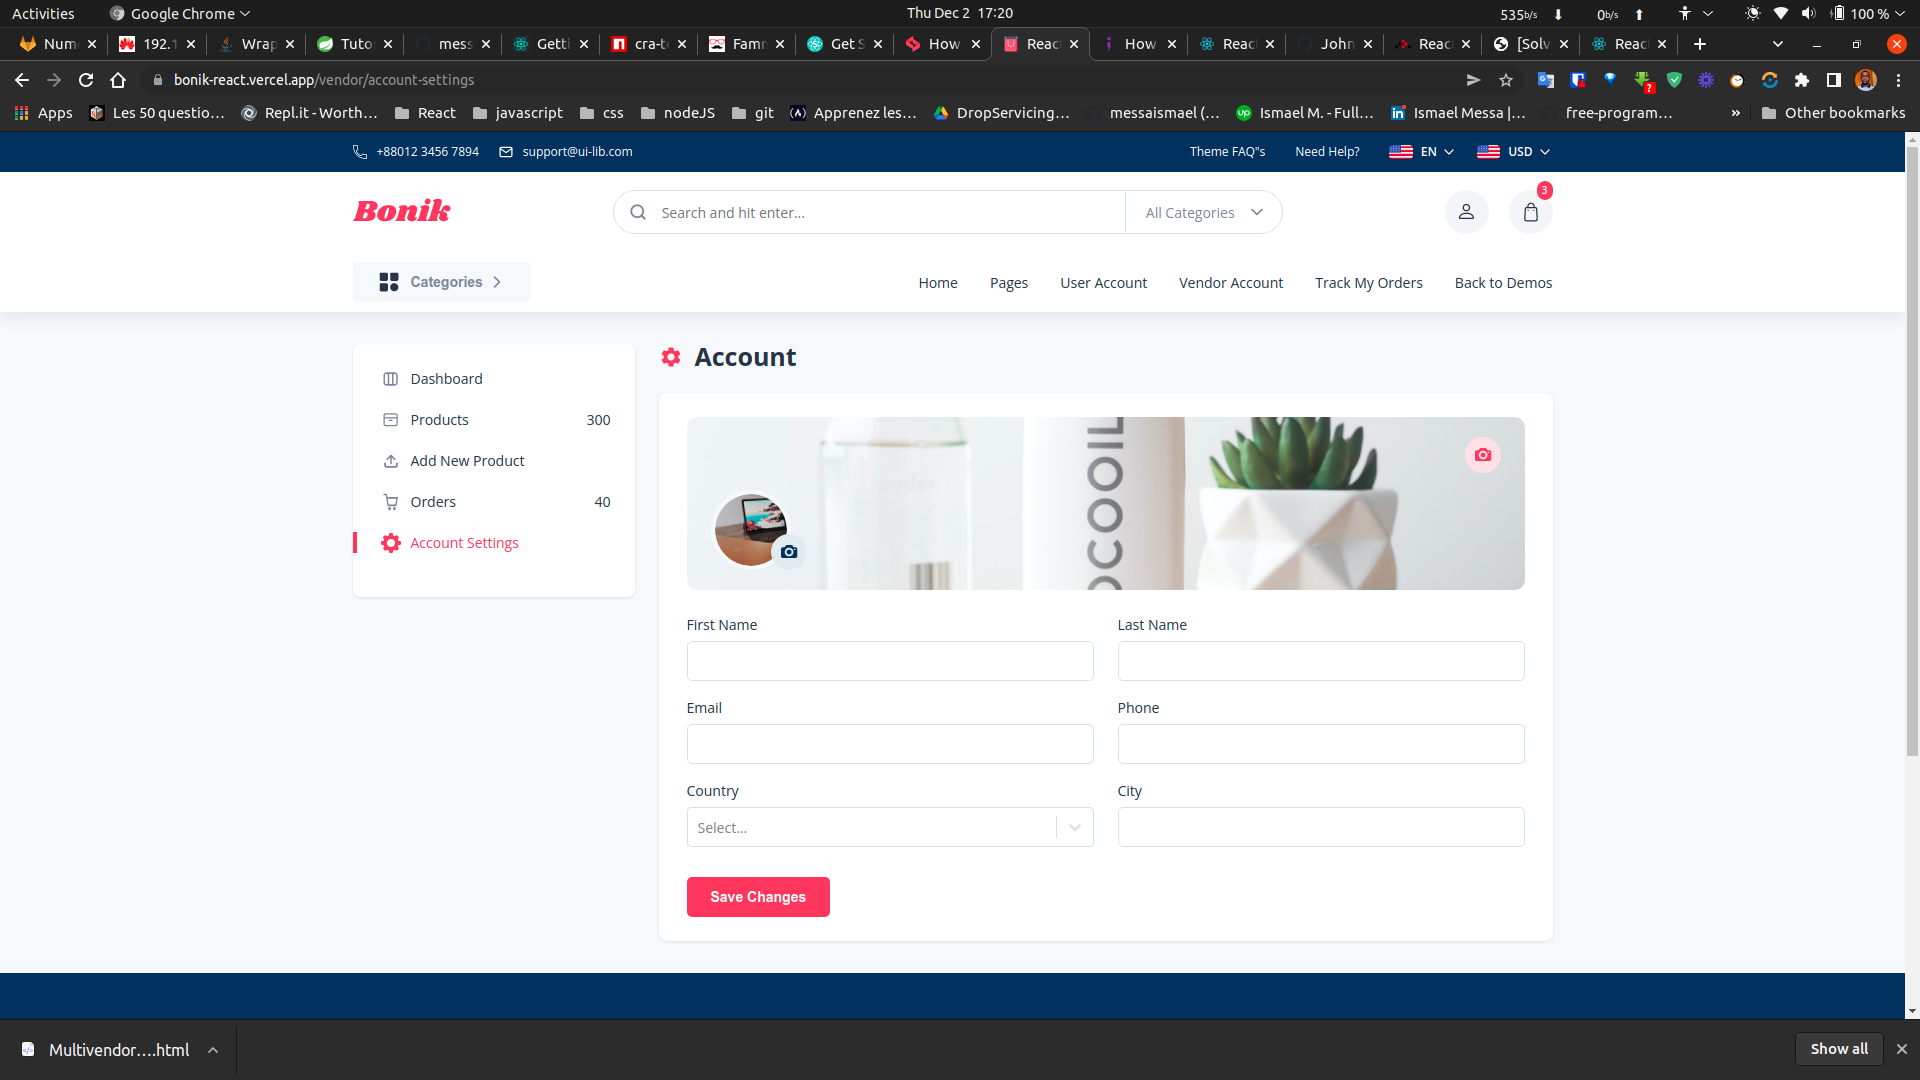 Activities Google Chrome Thu Dec 2 17:20 535b/s 0b/s 100 %
Num 192.1 Wrap Tuto mess Getti cra-t Famr Get S How Reac How Reac John Reac [Solv Reac
bonik-react.vercel.app/vendor/account-settings
Apps Les 50 questio... Repl.it - Worth... React javascript css nodeJS git Apprenez les... DropServicing... messaismael (... Ismael M. - Full... Ismael Messa |... free-program... » Other bookmarks
+88012 3456 7894 support@ui-lib.com Theme FAQ"s Need Help? EN USD
Bonik Search and hit enter... All Categories 3
Categories Home Pages User Account Vendor Account Track My Orders Back to Demos
Dashboard
Products 300
Add New Product
Orders 40
Account Settings
Account
OCOOIL
First Name Last Name
Email Phone
Country City
Select...
Save Changes
Multivendor....html Show all